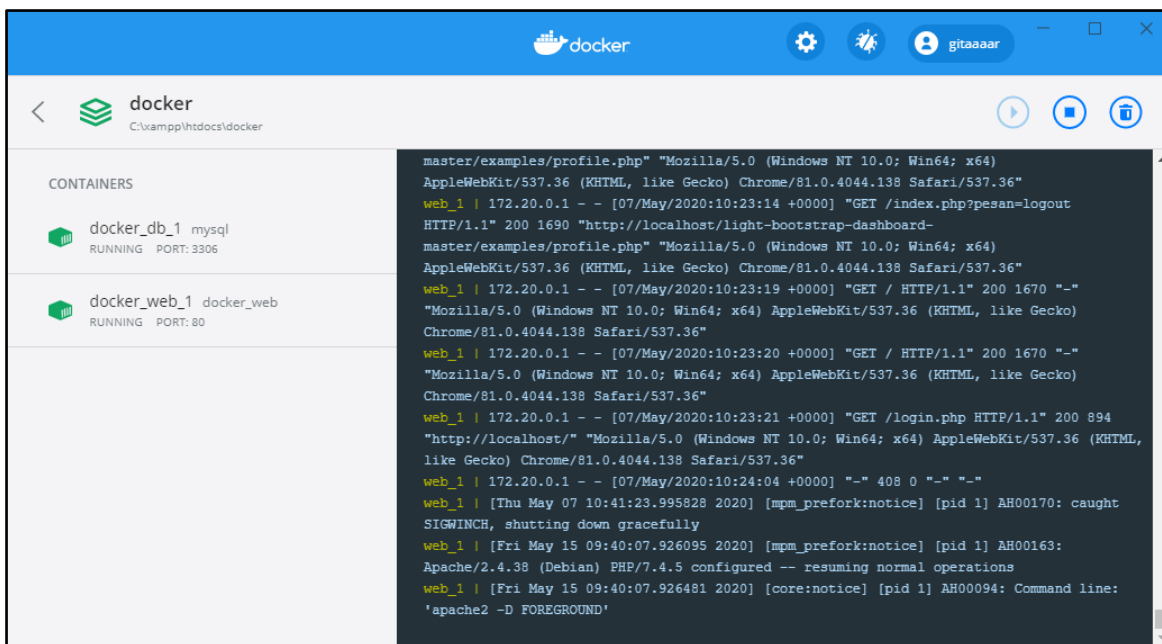 docker
gitaaaar
docker
C:\xampp\htdocs\docker
CONTAINERS
docker_db_1 mysql
RUNNING PORT: 3306
docker_web_1 docker_web
RUNNING PORT: 80
master/examples/profile.php" "Mozilla/5.0 (Windows NT 10.0; Win64; x64)
AppleWebKit/537.36 (KHTML, like Gecko) Chrome/81.0.4044.138 Safari/537.36"
web_1 | 172.20.0.1 - - [07/May/2020:10:23:14 +0000] "GET /index.php?pesan=logout
HTTP/1.1" 200 1690 "http://localhost/light-bootstrap-dashboard-
master/examples/profile.php" "Mozilla/5.0 (Windows NT 10.0; Win64; x64)
AppleWebKit/537.36 (KHTML, like Gecko) Chrome/81.0.4044.138 Safari/537.36"
web_1 | 172.20.0.1 - - [07/May/2020:10:23:19 +0000] "GET / HTTP/1.1" 200 1670 "-"
"Mozilla/5.0 (Windows NT 10.0; Win64; x64) AppleWebKit/537.36 (KHTML, like Gecko)
Chrome/81.0.4044.138 Safari/537.36"
web_1 | 172.20.0.1 - - [07/May/2020:10:23:20 +0000] "GET / HTTP/1.1" 200 1670 "-"
"Mozilla/5.0 (Windows NT 10.0; Win64; x64) AppleWebKit/537.36 (KHTML, like Gecko)
Chrome/81.0.4044.138 Safari/537.36"
web_1 | 172.20.0.1 - - [07/May/2020:10:23:21 +0000] "GET /login.php HTTP/1.1" 200 894
"http://localhost/" "Mozilla/5.0 (Windows NT 10.0; Win64; x64) AppleWebKit/537.36 (KHTML,
like Gecko) Chrome/81.0.4044.138 Safari/537.36"
web_1 | 172.20.0.1 - - [07/May/2020:10:24:04 +0000] "-" 408 0 "-" "-"
web_1 | [Thu May 07 10:41:23.995828 2020] [mpm_prefork:notice] [pid 1] AH00170: caught
SIGWINCH, shutting down gracefully
web_1 | [Fri May 15 09:40:07.926095 2020] [mpm_prefork:notice] [pid 1] AH00163:
Apache/2.4.38 (Debian) PHP/7.4.5 configured -- resuming normal operations
web_1 | [Fri May 15 09:40:07.926481 2020] [core:notice] [pid 1] AH00094: Command line:
'apache2 -D FOREGROUND'